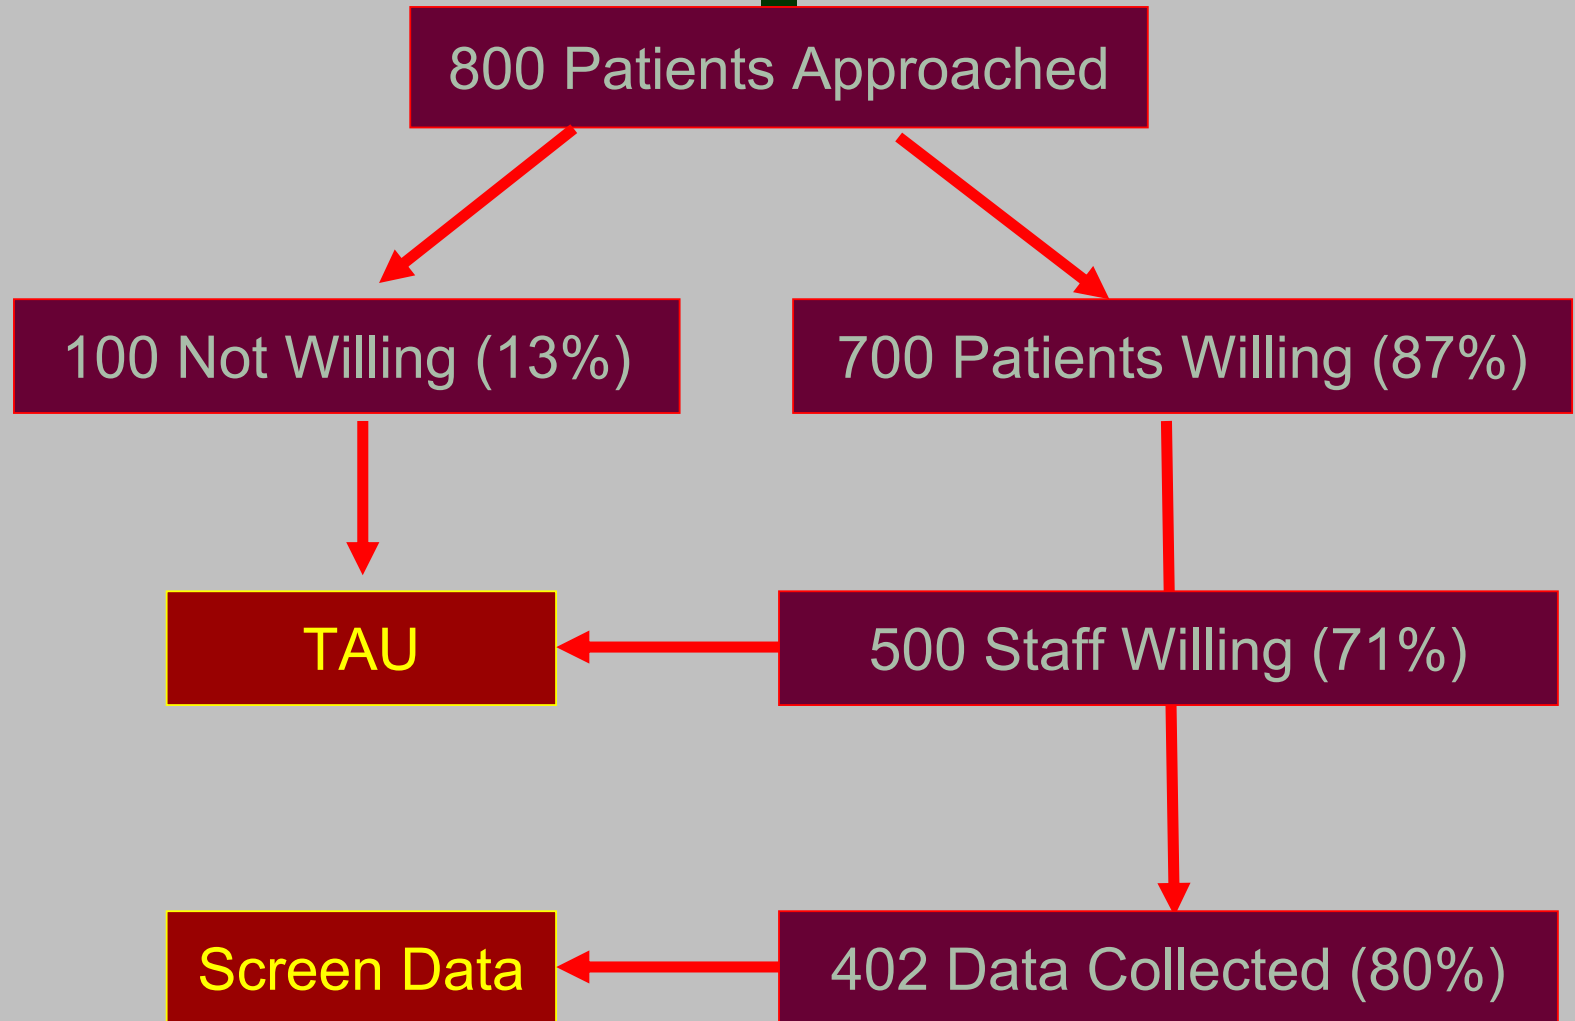 800 Patients Approached
100 Not Willing (13%)
700 Patients Willing (87%)
TAU
500 Staff Willing (71%)
Screen Data
402 Data Collected (80%)